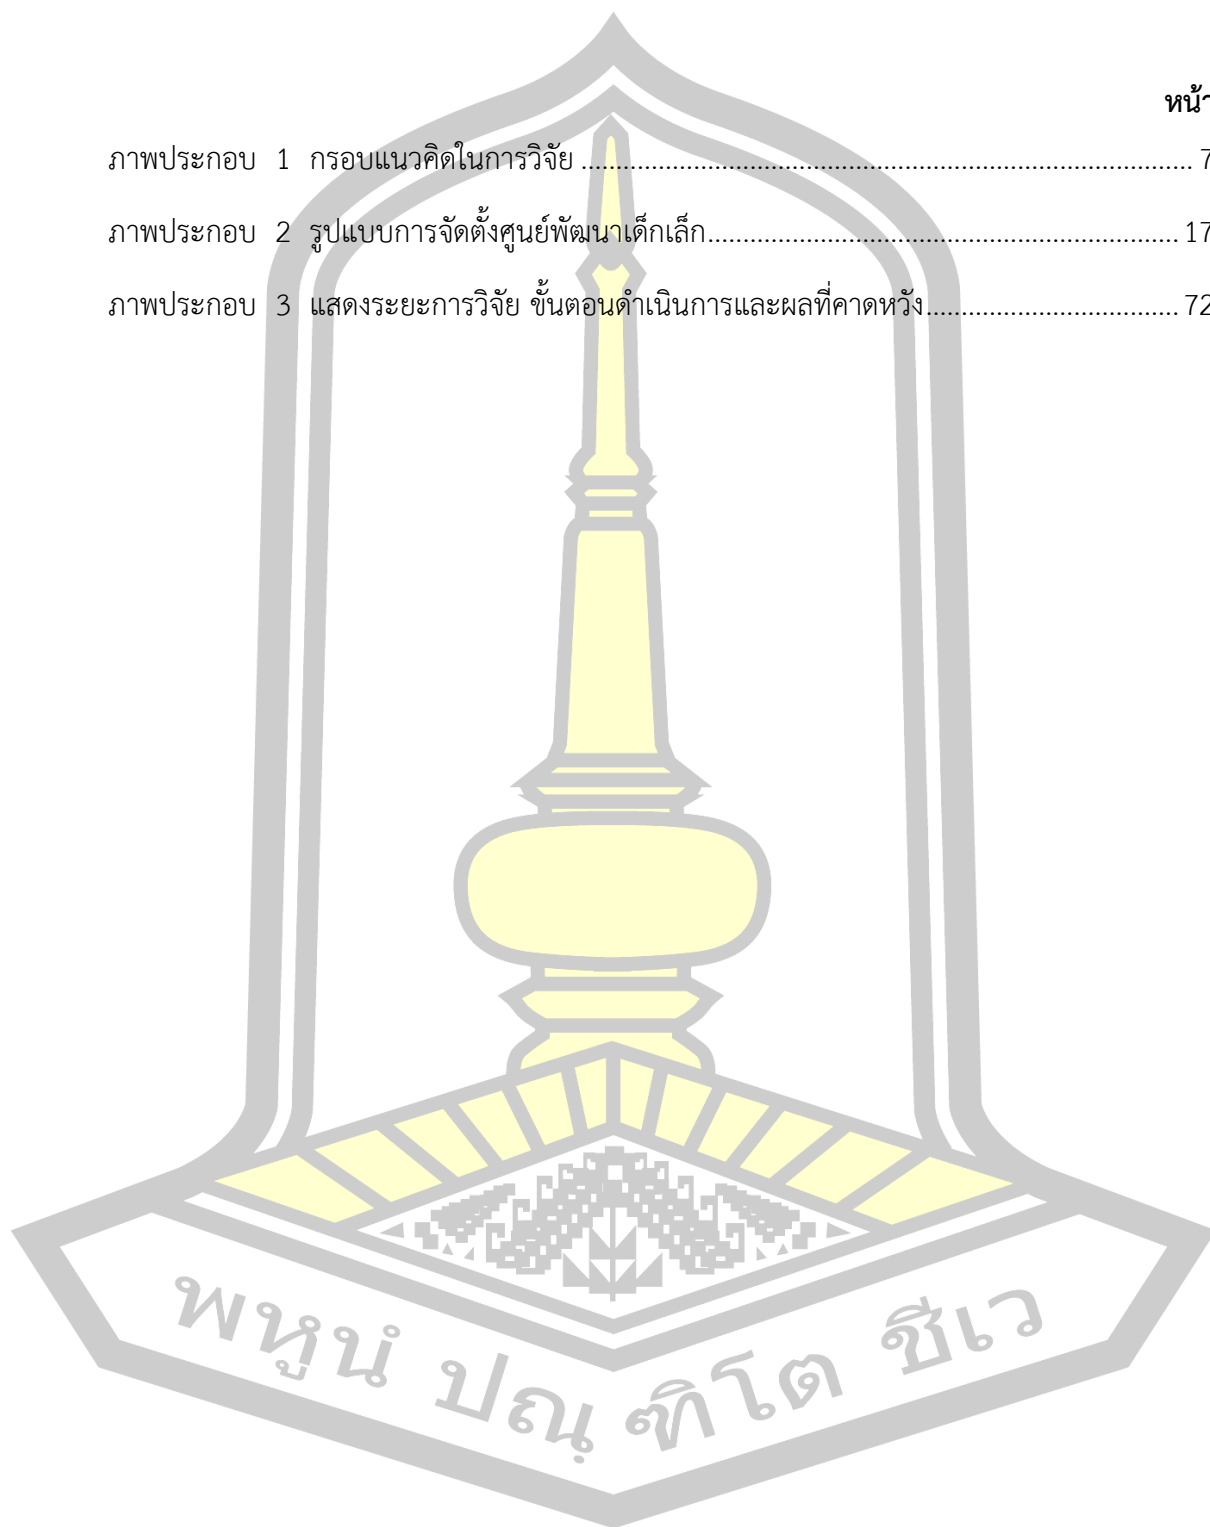 หน้า
ภาพประกอบ 1 กรอบแนวคิดในการวิจัย ........................................................................................ 7
ภาพประกอบ 2 รูปแบบการจัดตั้งศูนย์พัฒนาเด็กเล็ก.................................................................... 17
ภาพประกอบ 3 แสดงระยะการวิจัย ขั้นตอนดำเนินการและผลที่คาดหวัง.................................... 72
พหูนํ ปณฺฑิโต ชีเว